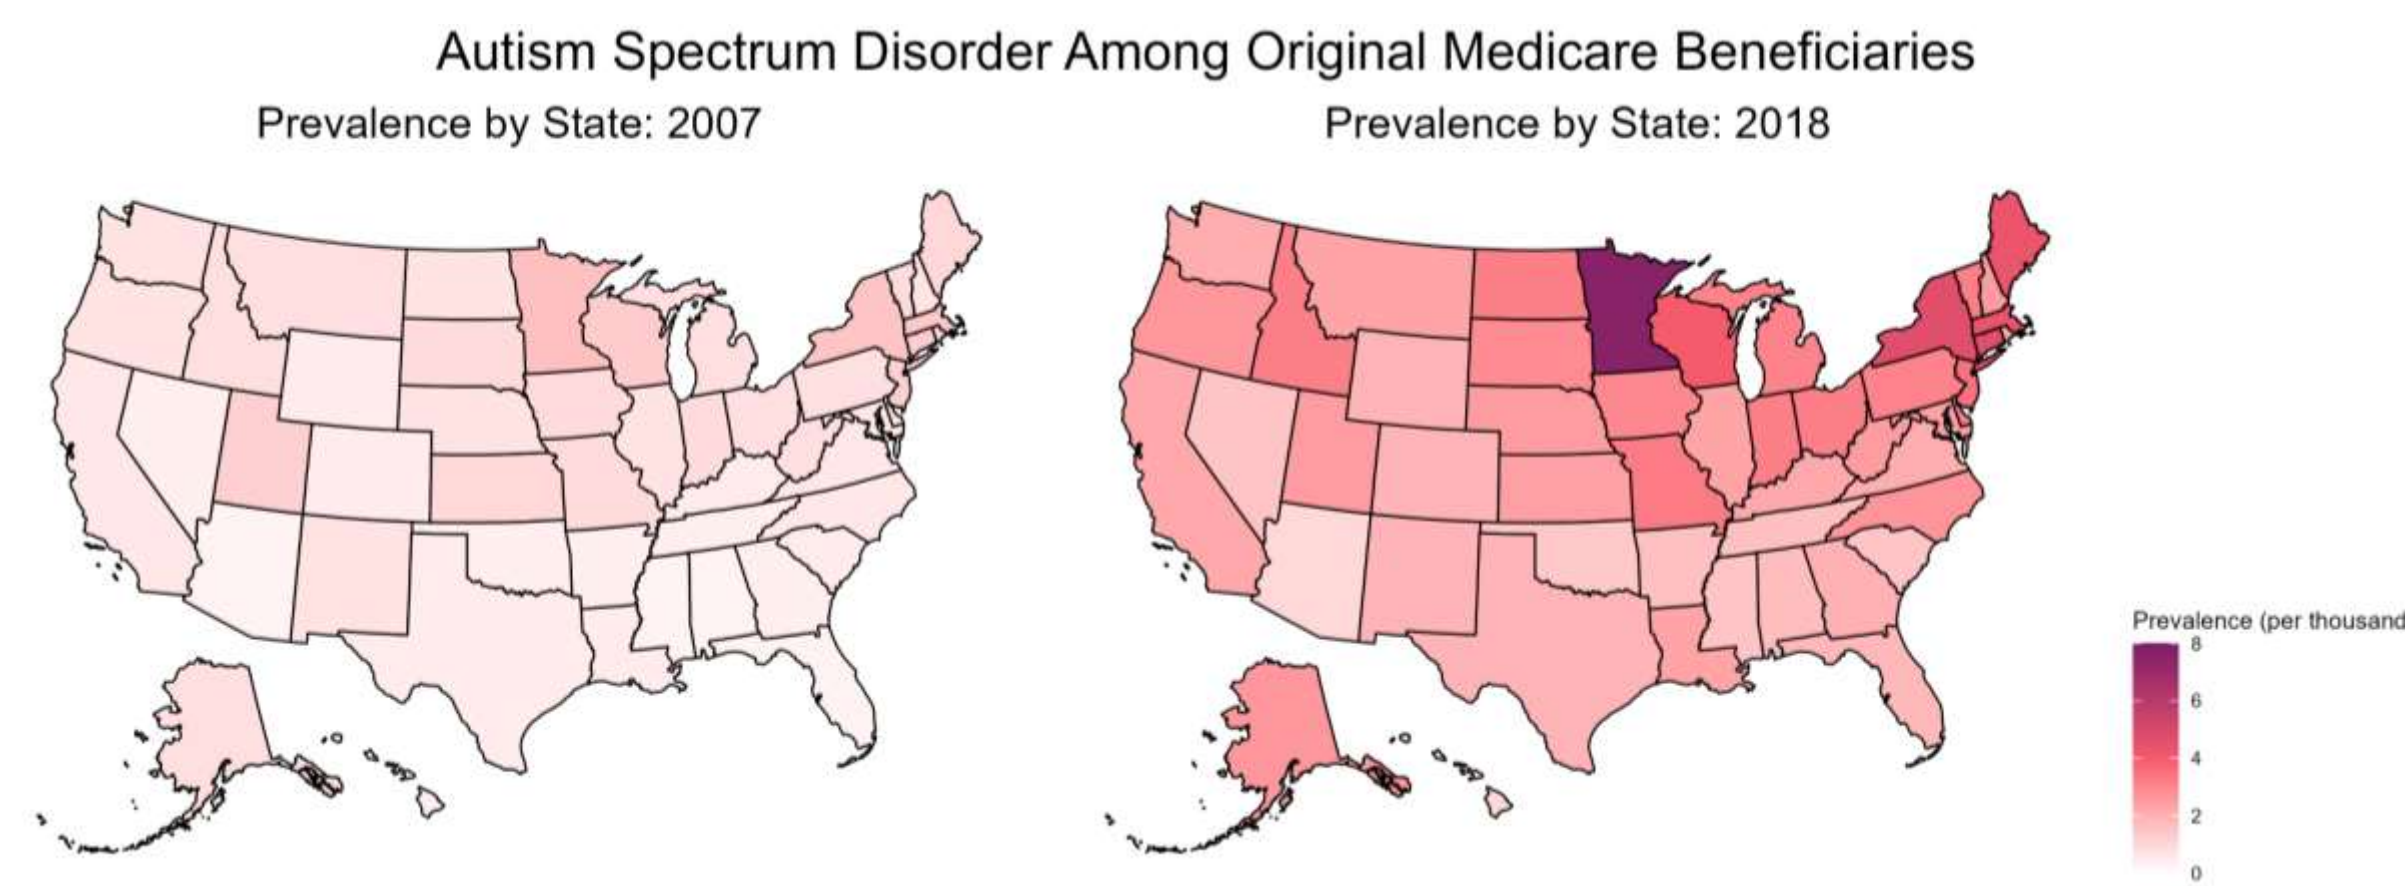 Autism Spectrum Disorder Among Original Medicare Beneficiaries
Prevalence by State: 2007
Prevalence by State: 2018
Prevalence (per thousand
8
6
4
2
0